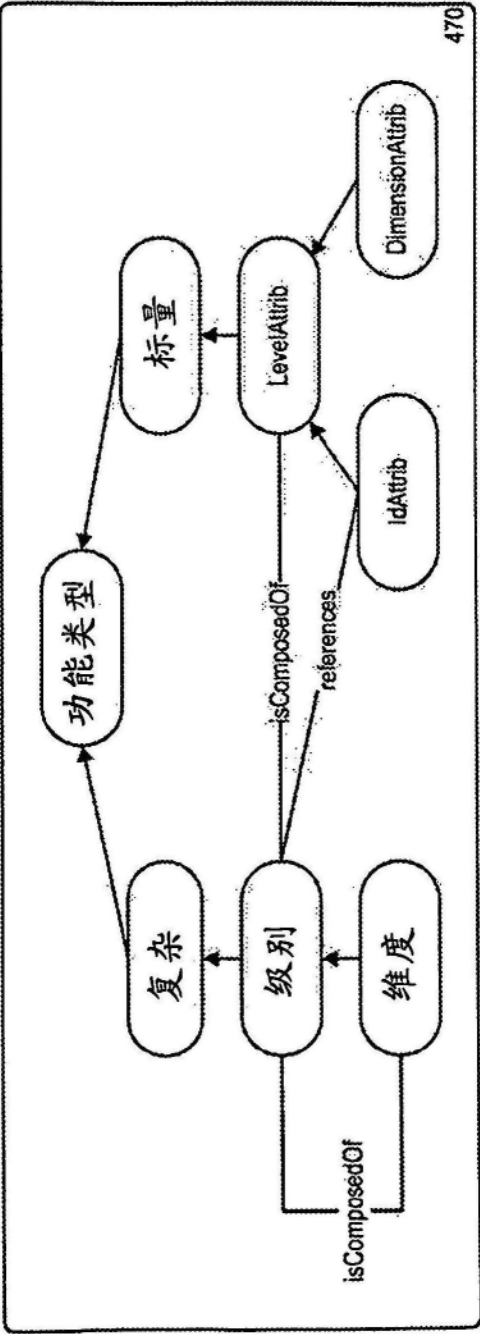 功能类型
复杂
标量
级别
isComposedOf
LevelAttrib
references
维度
IdAttrib
DimensionAttrib
isComposedOf
470